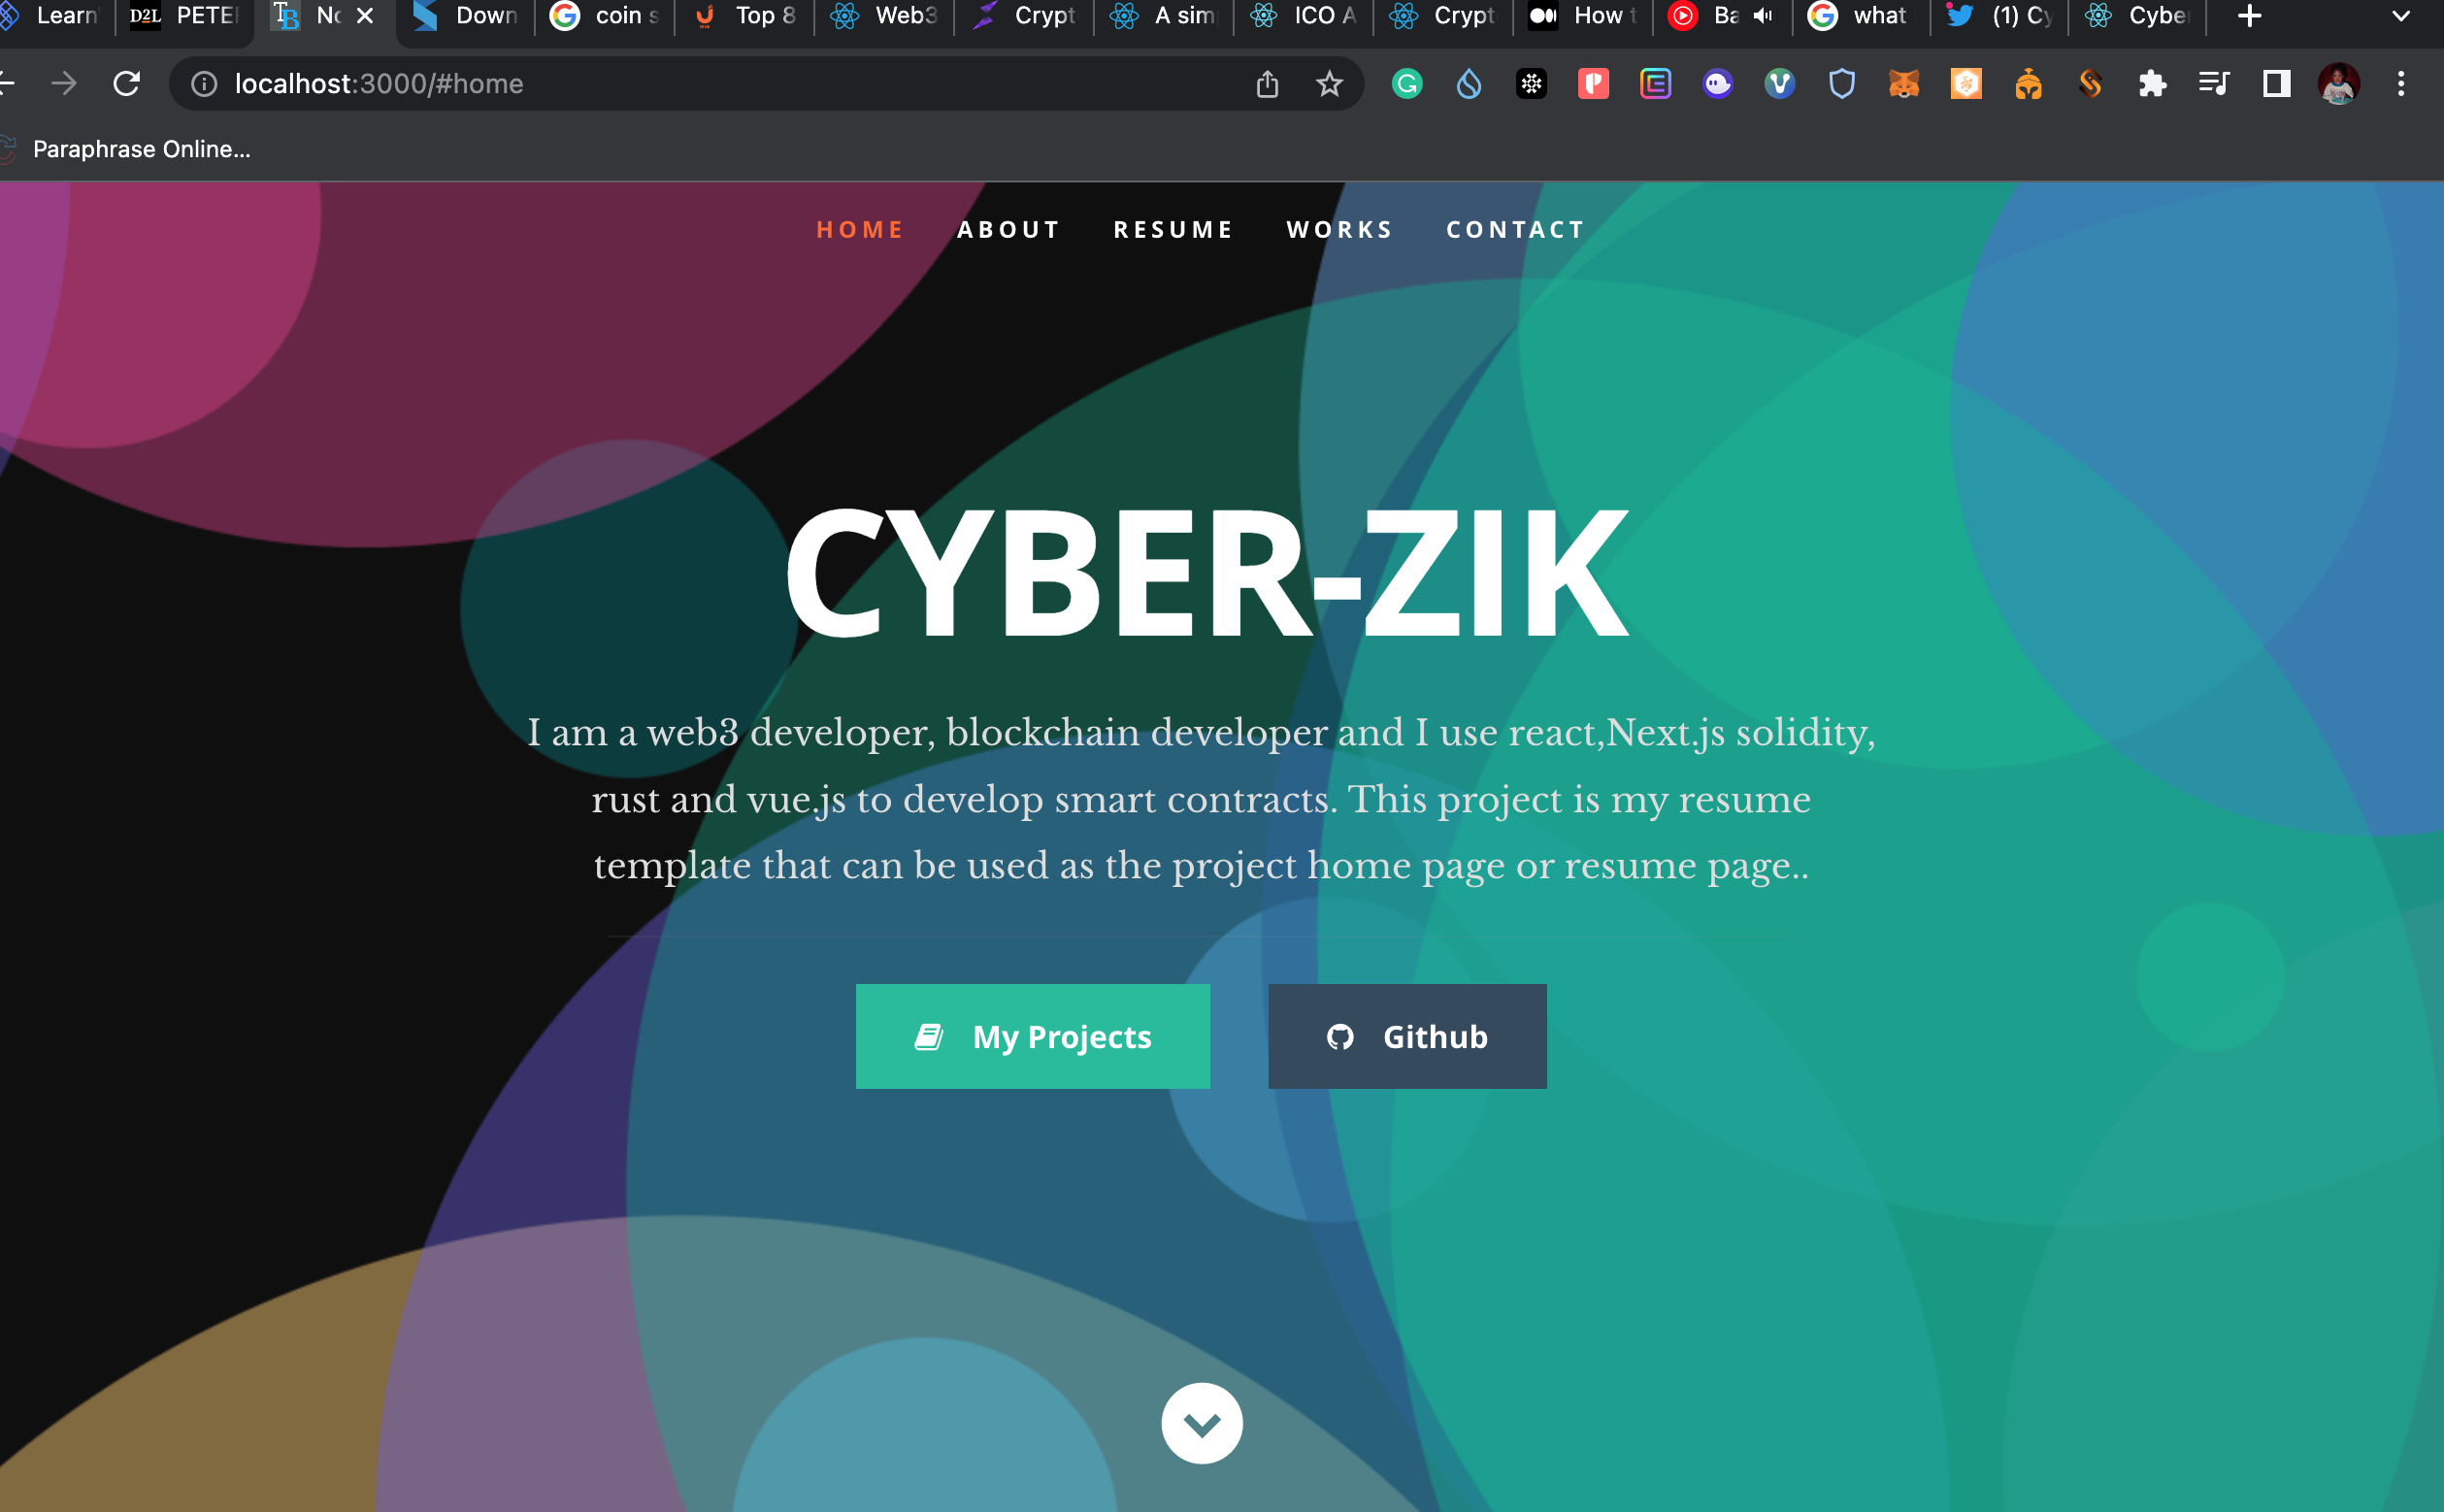 Learn D2L PETE Down coin s Top 8 Web3 Crypt A sim ICO A Crypt How t Ba what (1) Cy Cyber
localhost:3000/#home
Paraphrase Online...
HOME ABOUT RESUME WORKS CONTACT
CYBER-ZIK
I am a web3 developer, blockchain developer and I use react,Next.js solidity,
rust and vue.js to develop smart contracts. This project is my resume
template that can be used as the project home page or resume page..
My Projects Github